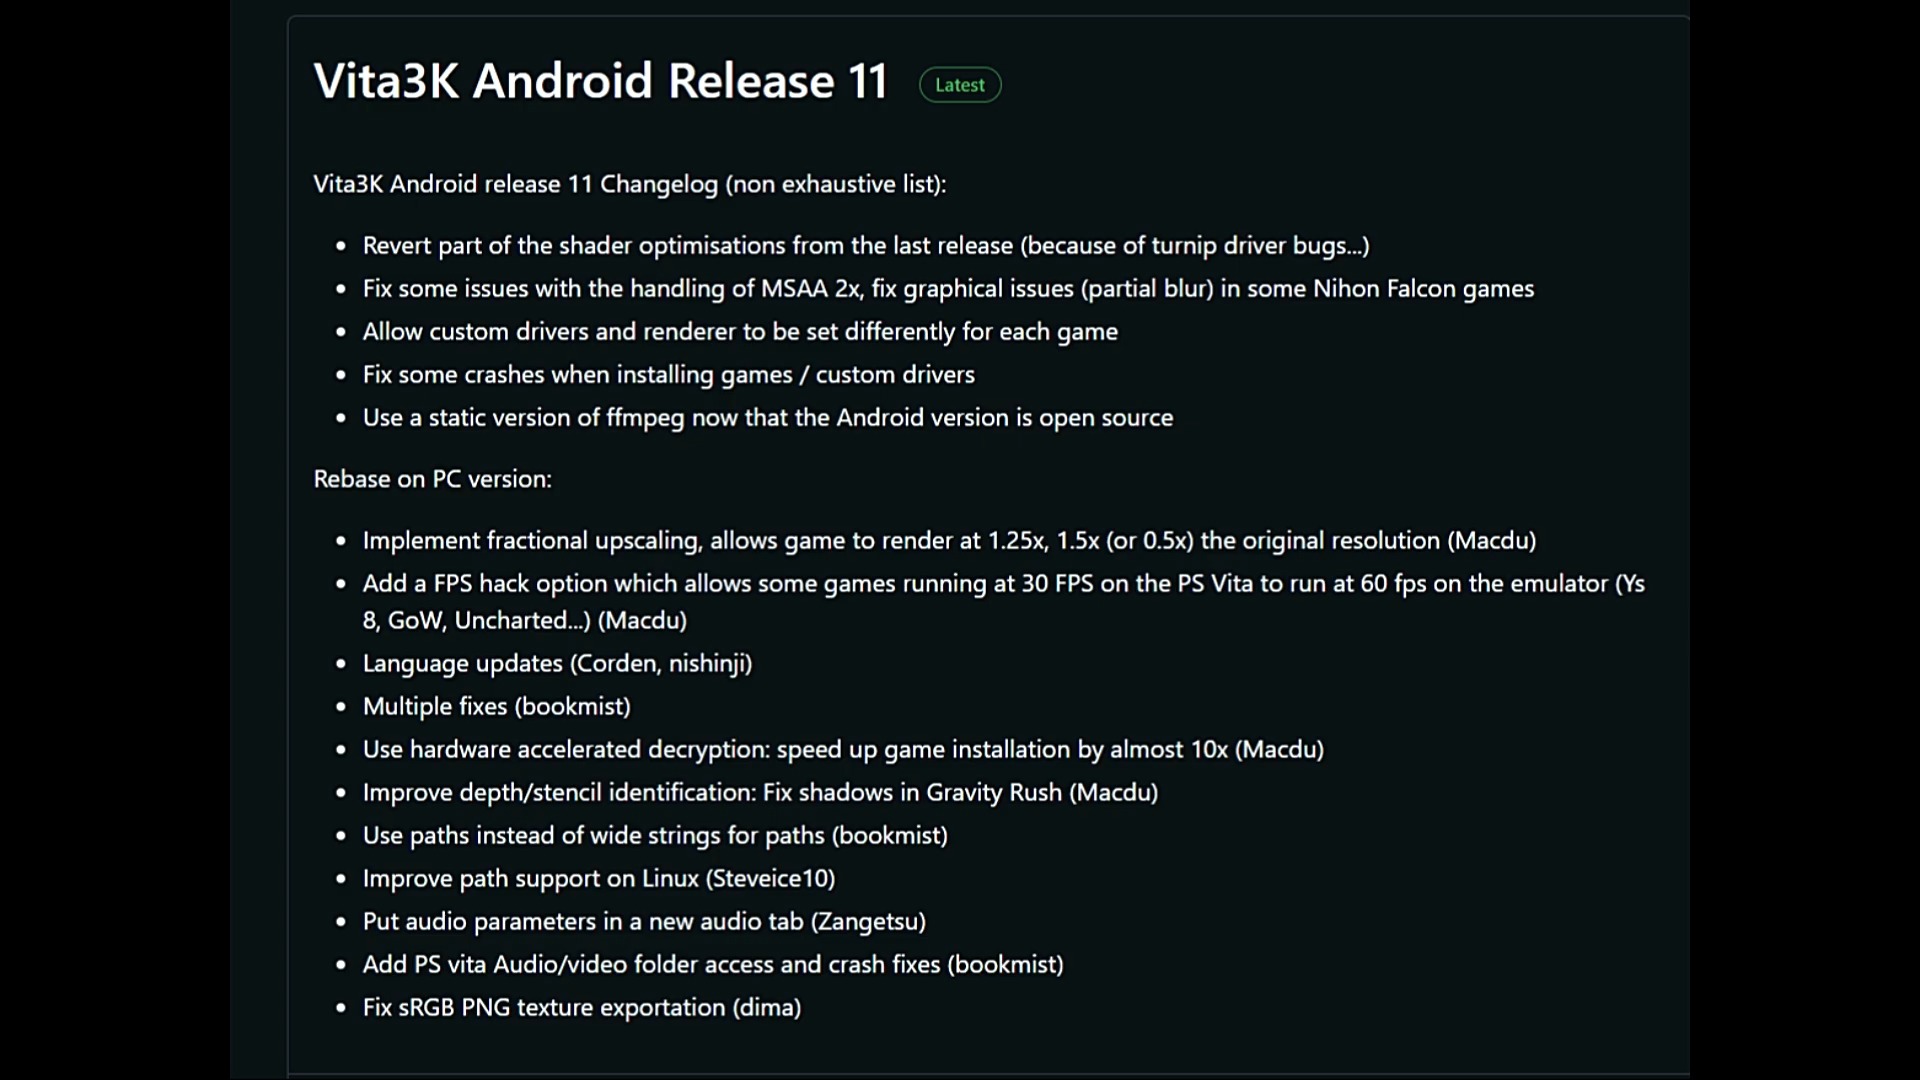 Vita3K Android Release 11 Latest
Vita3K Android release 11 Changelog (non exhaustive list):
• Revert part of the shader optimisations from the last release (because of turnip driver bugs...)
• Fix some issues with the handling of MSAA 2x, fix graphical issues (partial blur) in some Nihon Falcon games
• Allow custom drivers and renderer to be set differently for each game
• Fix some crashes when installing games / custom drivers
• Use a static version of ffmpeg now that the Android version is open source
Rebase on PC version:
• Implement fractional upscaling, allows game to render at 1.25x, 1.5x (or 0.5x) the original resolution (Macdu)
• Add a FPS hack option which allows some games running at 30 FPS on the PS Vita to run at 60 fps on the emulator (Ys
8, GoW, Uncharted...) (Macdu)
• Language updates (Corden, nishinji)
• Multiple fixes (bookmist)
• Use hardware accelerated decryption: speed up game installation by almost 10x (Macdu)
• Improve depth/stencil identification: Fix shadows in Gravity Rush (Macdu)
• Use paths instead of wide strings for paths (bookmist)
• Improve path support on Linux (Steveice10)
• Put audio parameters in a new audio tab (Zangetsu)
• Add PS vita Audio/video folder access and crash fixes (bookmist)
• Fix sRGB PNG texture exportation (dima)